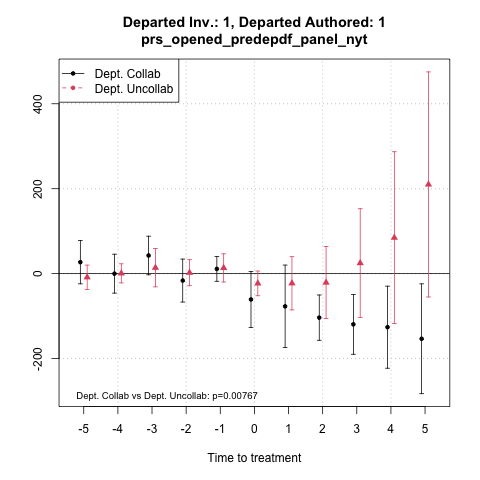 Departed Inv.: 1, Departed Authored: 1
prs_opened_predepdf_panel_nyt
Dept. Collab
Dept. Uncollab
400
200
0
-200
Dept. Collab vs Dept. Uncollab: p=0.00767
-5 -4 -3 -2 -1 0 1 2 3 4 5
Time to treatment